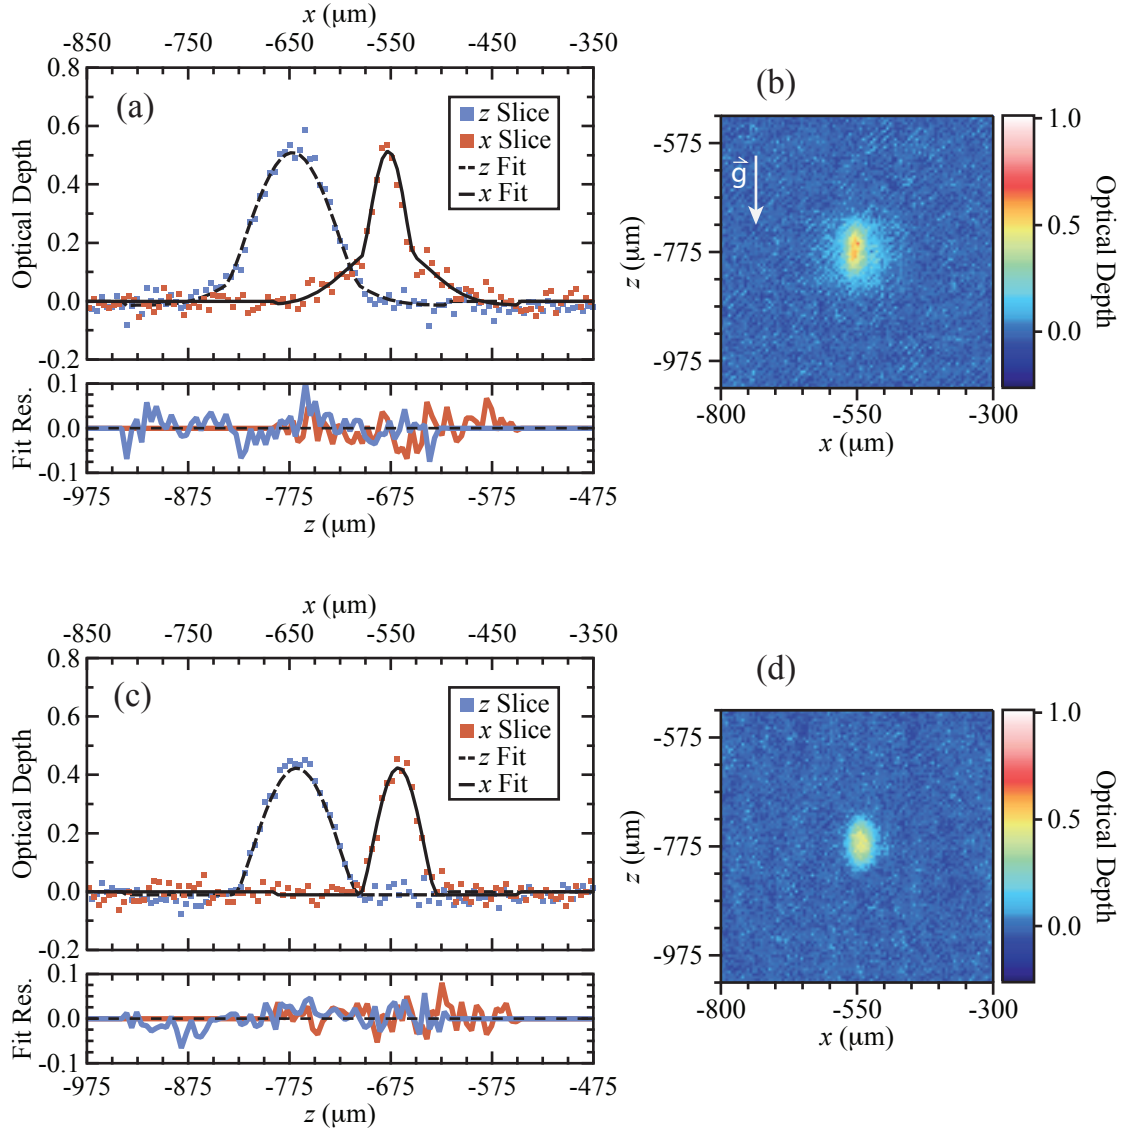 x (μm)
-850 -750 -650 -550 -450 -350
0.8
0.6
0.4
0.2
0.0
-0.2
Optical Depth
(a)
z Slice
x Slice
z Fit
x Fit
0.1
0.0
-0.1
Fit Res.
-975 -875 -775 -675 -575 -475
z (μm)
(b)
-575
-775
-975
z (μm)
g
-800 -550 -300
x (μm)
1.0
0.5
0.0
Optical Depth
x (μm)
-850 -750 -650 -550 -450 -350
0.8
0.6
0.4
0.2
0.0
-0.2
Optical Depth
(c)
z Slice
x Slice
z Fit
x Fit
0.1
0.0
-0.1
Fit Res.
-975 -875 -775 -675 -575 -475
z (μm)
(d)
-575
-775
-975
z (μm)
-800 -550 -300
x (μm)
1.0
0.5
0.0
Optical Depth